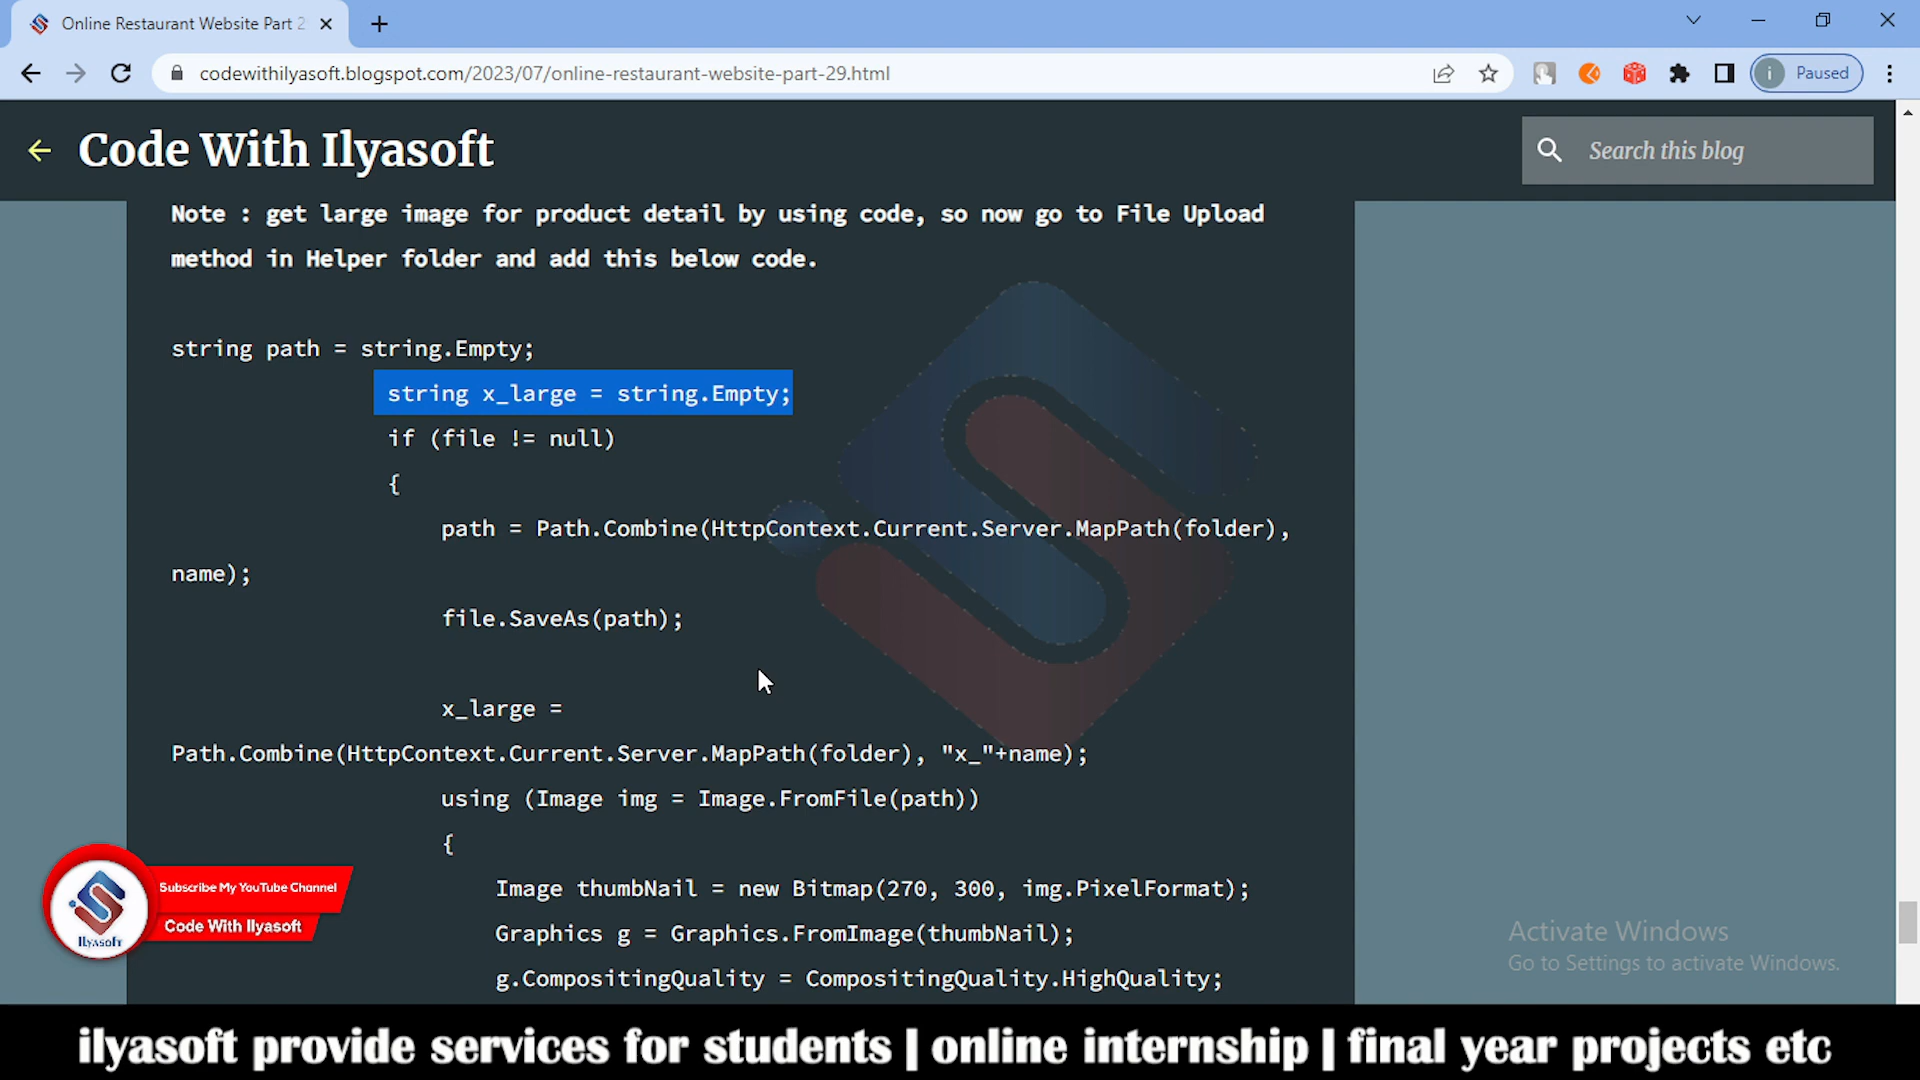 Online Restaurant Website Part 2
codewithilyasoft.blogspot.com/2023/07/online-restaurant-website-part-29.html
i Paused
Code With Ilyasoft
Search this blog
Note : get large image for product detail by using code, so now go to File Upload
method in Helper folder and add this below code.
string path = string.Empty;
string x_large = string.Empty;
if (file != null)
{
path = Path.Combine(HttpContext.Current.Server.MapPath(folder),
name);
file.SaveAs(path);
x_large =
Path.Combine(HttpContext.Current.Server.MapPath(folder), "x_"+name);
using (Image img = Image.FromFile(path))
{
Image thumbNail = new Bitmap(270, 300, img.PixelFormat);
Graphics g = Graphics.FromImage(thumbNail);
g.CompositingQuality = CompositingQuality.HighQuality;
Subscribe My YouTube Channel
Code With Ilyasoft
Ilyasoft
Activate Windows
Go to Settings to activate Windows.
ilyasoft provide services for students | online internship | final year projects etc